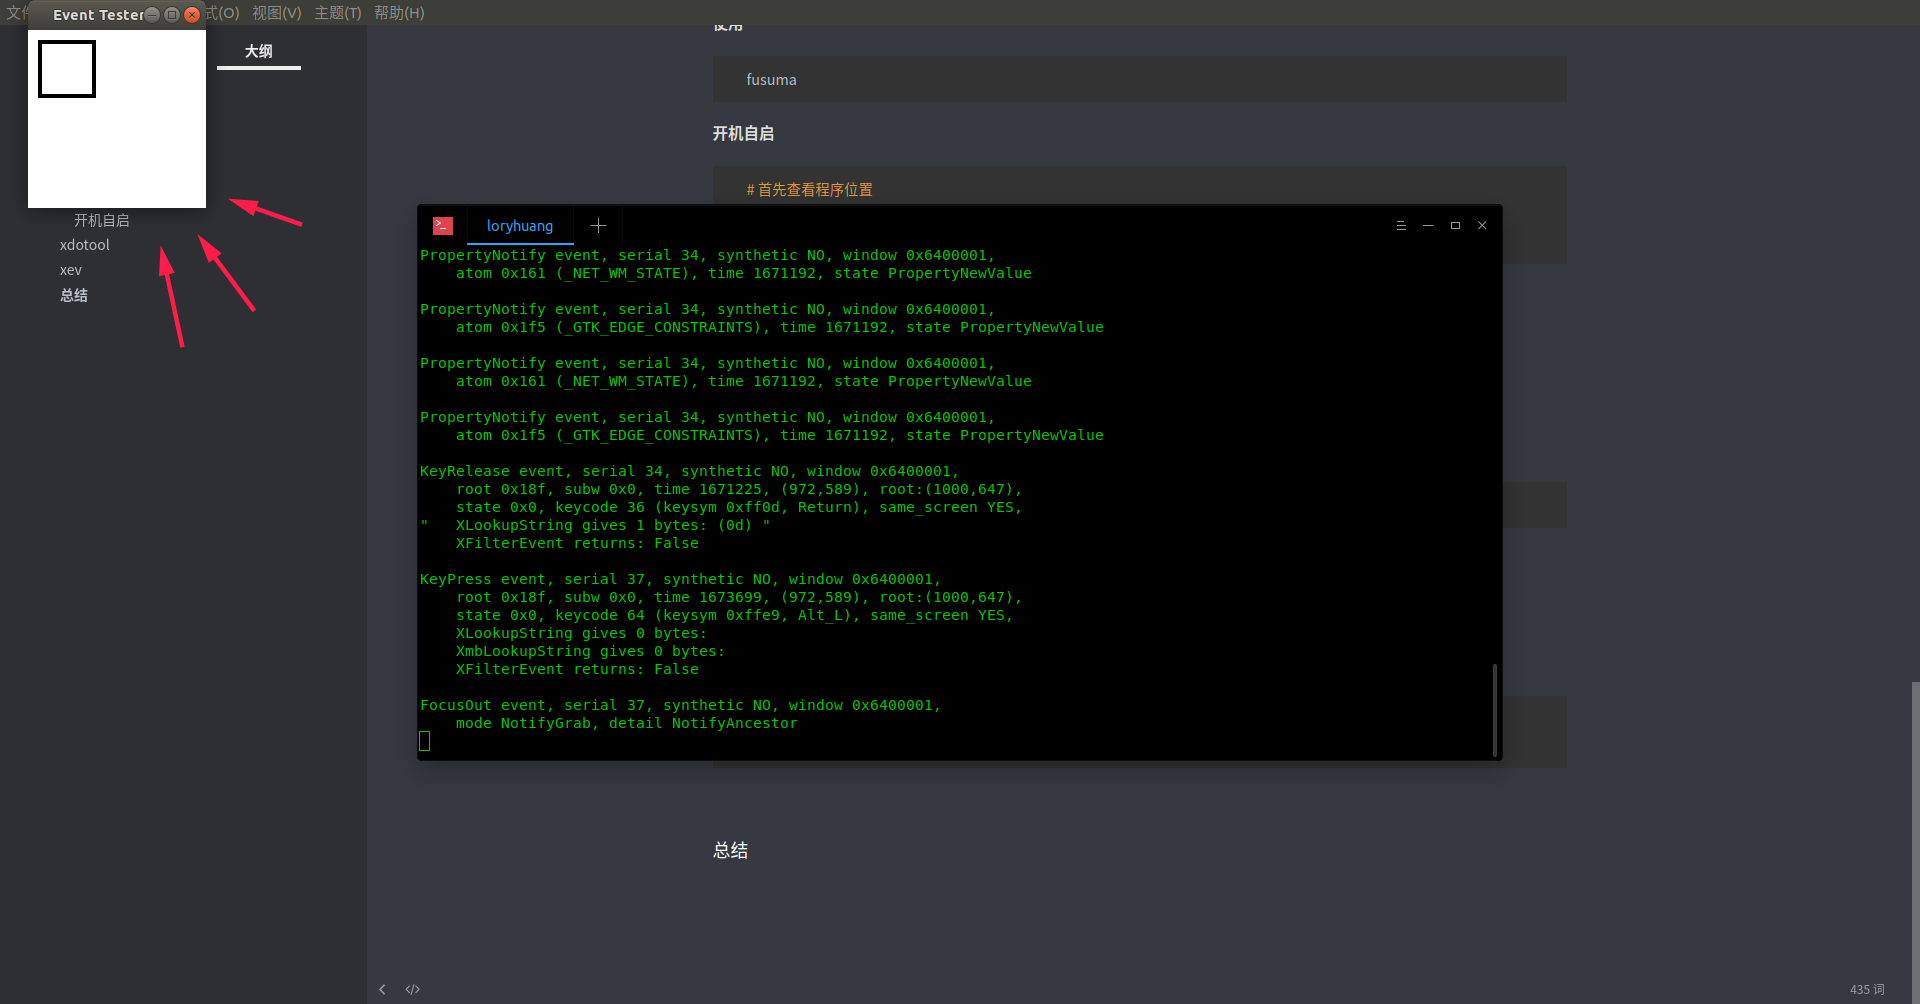 Event Tester
式(O) 视图(V) 主题(T) 帮助(H)
大纲
开机自启
xdotool
xev
总结
使用
fusuma
开机自启
# 首先查看程序位置
loryhuang
PropertyNotify event, serial 34, synthetic NO, window 0x6400001,
atom 0x161 (_NET_WM_STATE), time 1671192, state PropertyNewValue
PropertyNotify event, serial 34, synthetic NO, window 0x6400001,
atom 0x1f5 (_GTK_EDGE_CONSTRAINTS), time 1671192, state PropertyNewValue
PropertyNotify event, serial 34, synthetic NO, window 0x6400001,
atom 0x161 (_NET_WM_STATE), time 1671192, state PropertyNewValue
PropertyNotify event, serial 34, synthetic NO, window 0x6400001,
atom 0x1f5 (_GTK_EDGE_CONSTRAINTS), time 1671192, state PropertyNewValue
KeyRelease event, serial 34, synthetic NO, window 0x6400001,
root 0x18f, subw 0x0, time 1671225, (972,589), root:(1000,647),
state 0x0, keycode 36 (keysym 0xff0d, Return), same_screen YES,
"   XLookupString gives 1 bytes: (0d) "
XFilterEvent returns: False
KeyPress event, serial 37, synthetic NO, window 0x6400001,
root 0x18f, subw 0x0, time 1673699, (972,589), root:(1000,647),
state 0x0, keycode 64 (keysym 0xffe9, Alt_L), same_screen YES,
XLookupString gives 0 bytes:
XmbLookupString gives 0 bytes:
XFilterEvent returns: False
FocusOut event, serial 37, synthetic NO, window 0x6400001,
mode NotifyGrab, detail NotifyAncestor
总结
435 词